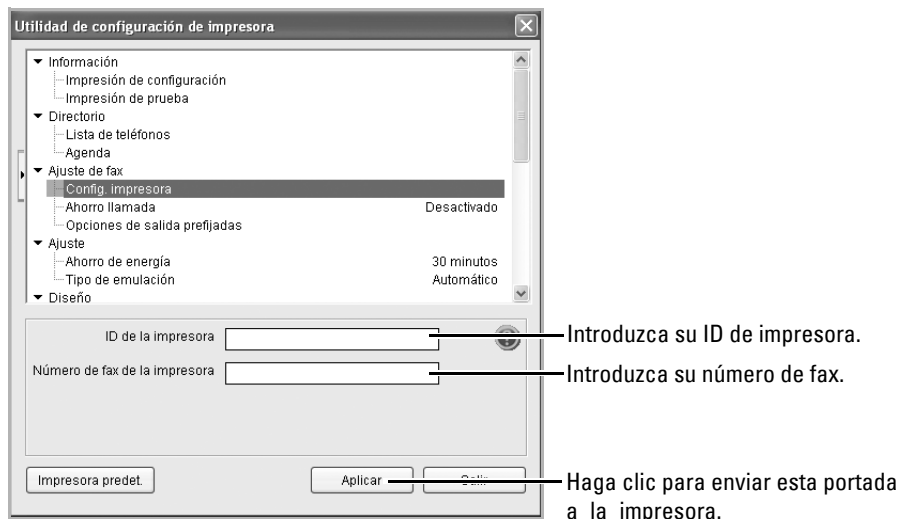 Utilidad de configuración de impresora
Información
Impresión de configuración
Impresión de prueba
Directorio
Lista de teléfonos
Agenda
Ajuste de fax
Config. impresora
Ahorro llamada Desactivado
Opciones de salida prefijadas
Ajuste
Ahorro de energía 30 minutos
Tipo de emulación Automático
Diseño
ID de la impresora
Introduzca su ID de impresora.
Número de fax de la impresora
Introduzca su número de fax.
Impresora predet.
Aplicar
Salir
Haga clic para enviar esta portada
a la impresora.